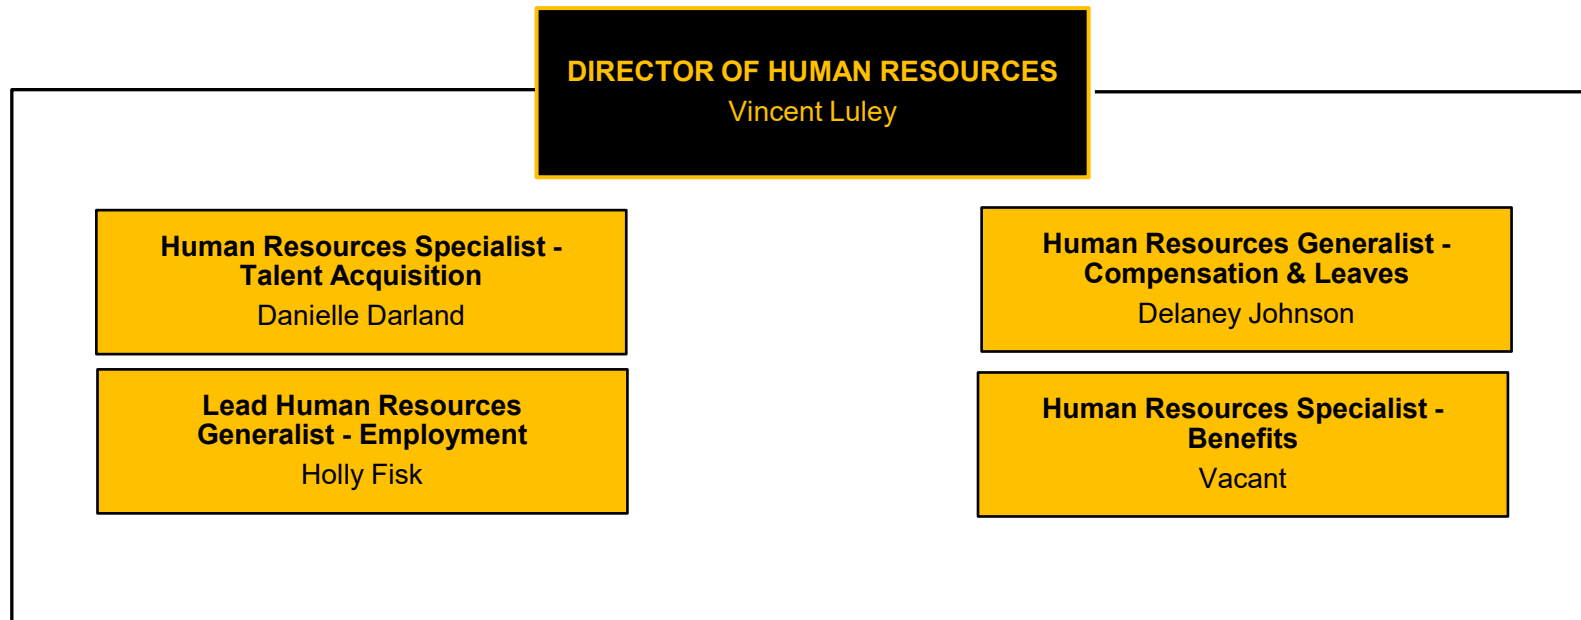 DIRECTOR OF HUMAN RESOURCES
Vincent Luley
Human Resources Specialist -
Talent Acquisition
Danielle Darland
Lead Human Resources
Generalist - Employment
Holly Fisk
Human Resources Generalist -
Compensation & Leaves
Delaney Johnson
Human Resources Specialist -
Benefits
Vacant